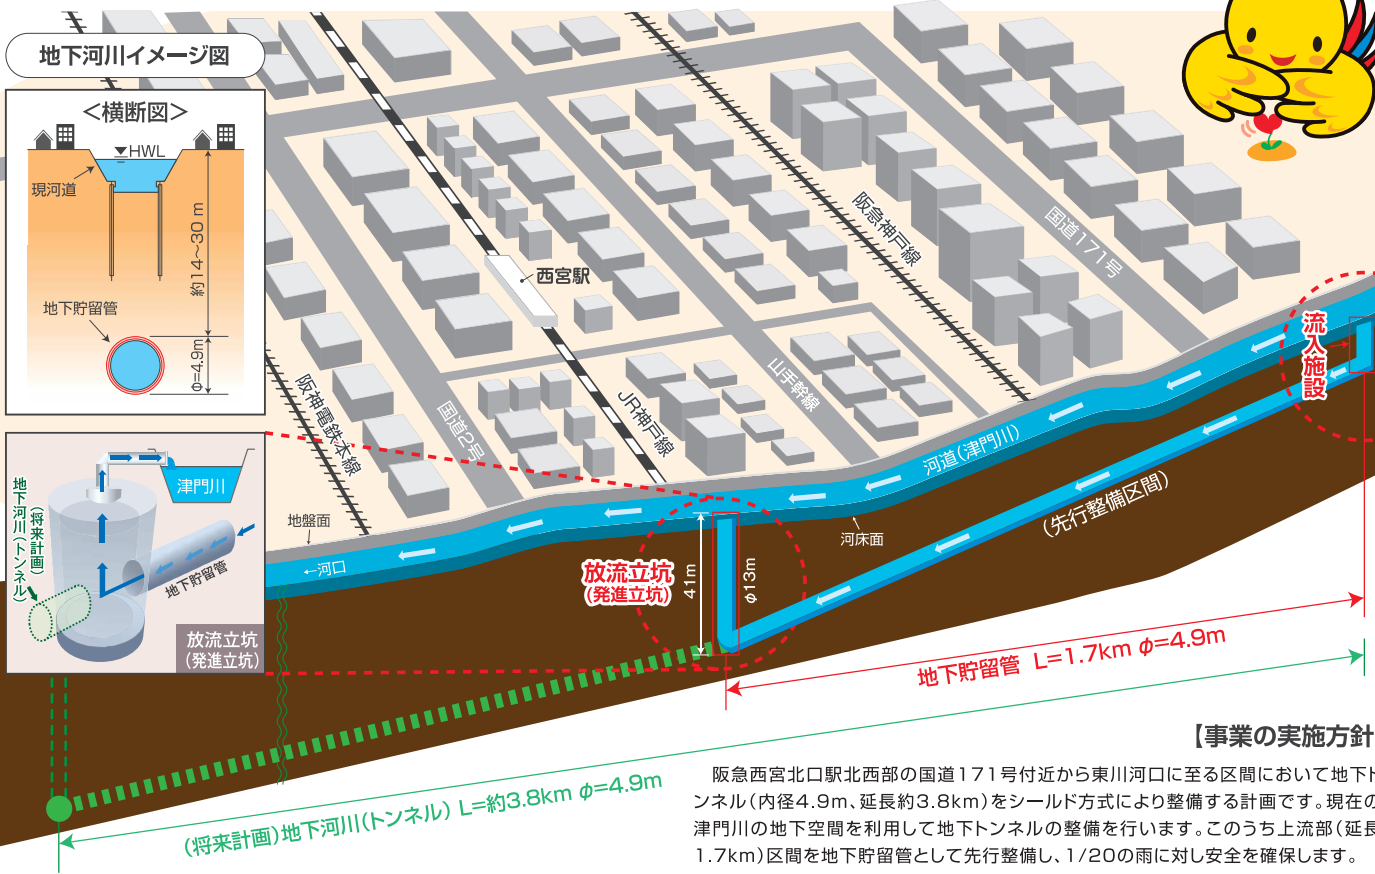 地下河川イメージ図
＜横断図＞
HWL
現河道
約14～30 m
地下貯留管
φ=4.9m
津門川
地下河川(トンネル)
(将来計画)
地下貯留管
放流立坑
(発進立坑)
西宮駅
阪急神戸線
国道171号
山手幹線
JR神戸線
国道2号
阪神電鉄本線
地盤面
←河口
河道(津門川)
河床面
流入施設
(先行整備区間)
放流立坑
(発進立坑)
41m
φ13m
地下貯留管 L=1.7km φ=4.9m
(将来計画)地下河川(トンネル) L=約3.8km φ=4.9m
【事業の実施方針
阪急西宮北口駅北西部の国道171号付近から東川河口に至る区間において地下ト
ンネル(内径4.9m、延長約3.8km)をシールド方式により整備する計画です。現在の
津門川の地下空間を利用して地下トンネルの整備を行います。このうち上流部(延長
1.7km)区間を地下貯留管として先行整備し、1/20の雨に対し安全を確保します。